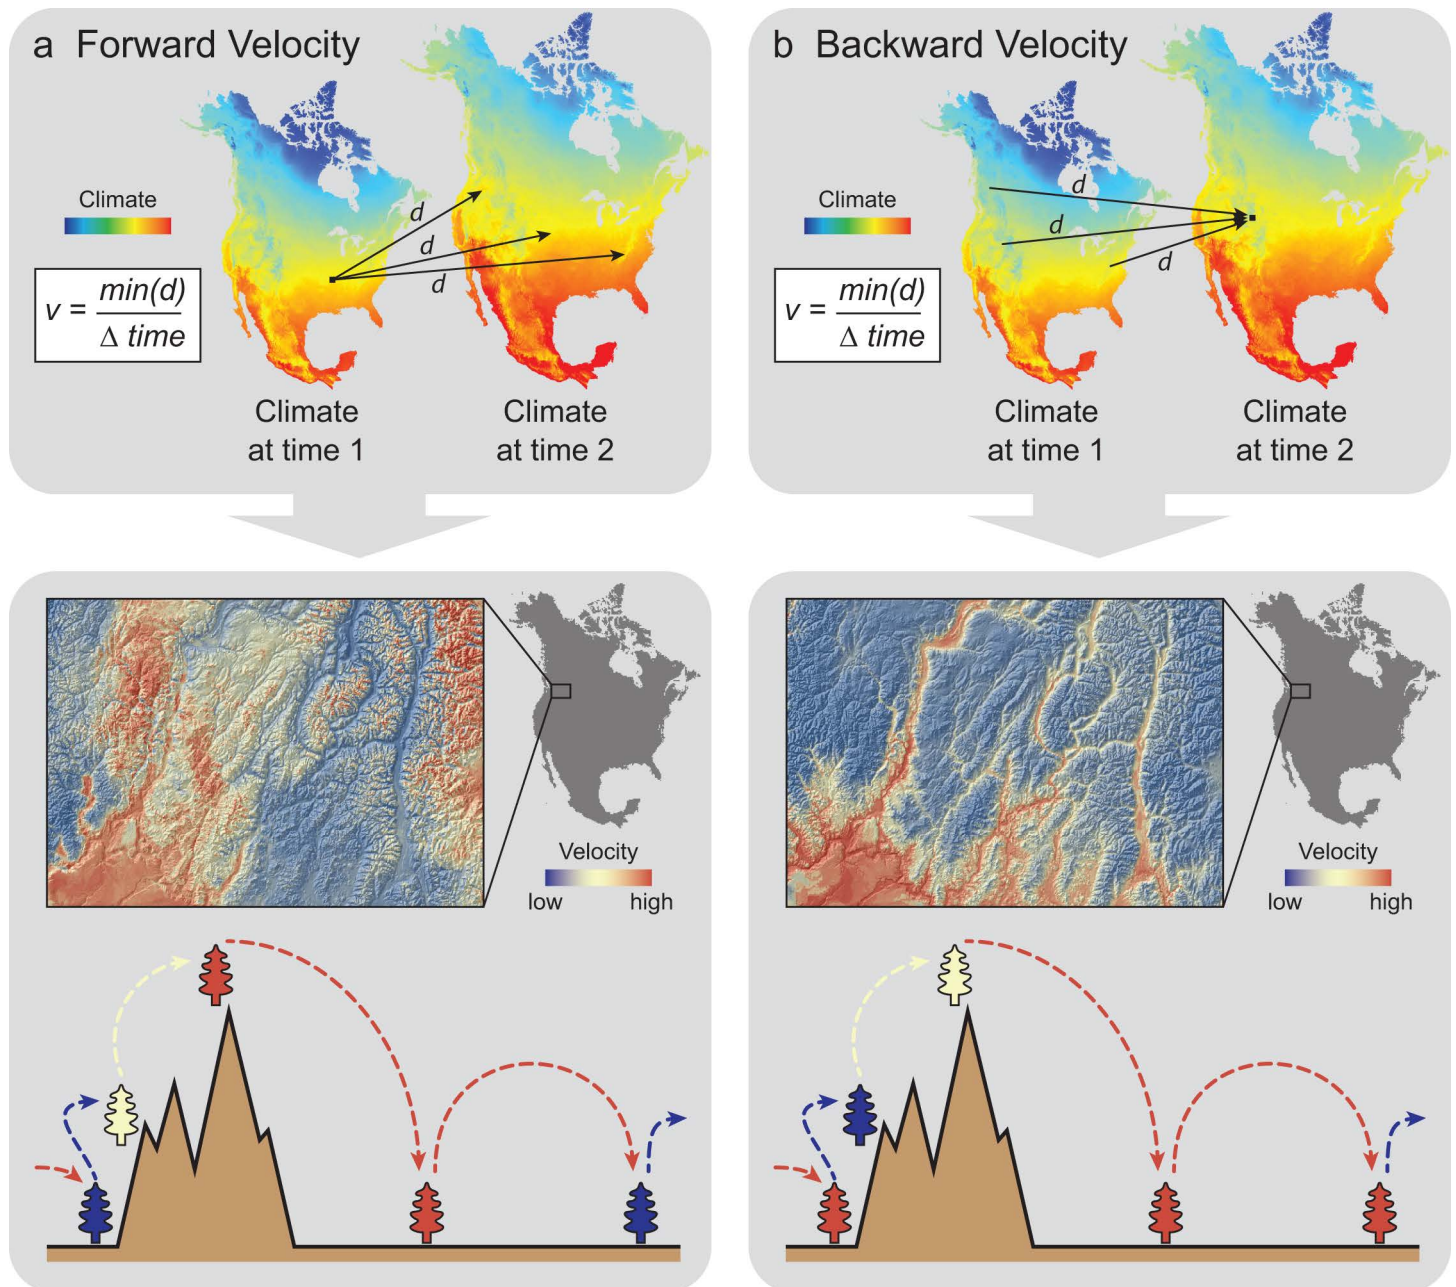 a Forward Velocity
Climate
v = min(d)
Δ time
d
d
d
Climate
at time 1
Climate
at time 2
b Backward Velocity
Climate
v = min(d)
Δ time
d
d
d
Climate
at time 1
Climate
at time 2
Velocity
low high
Velocity
low high